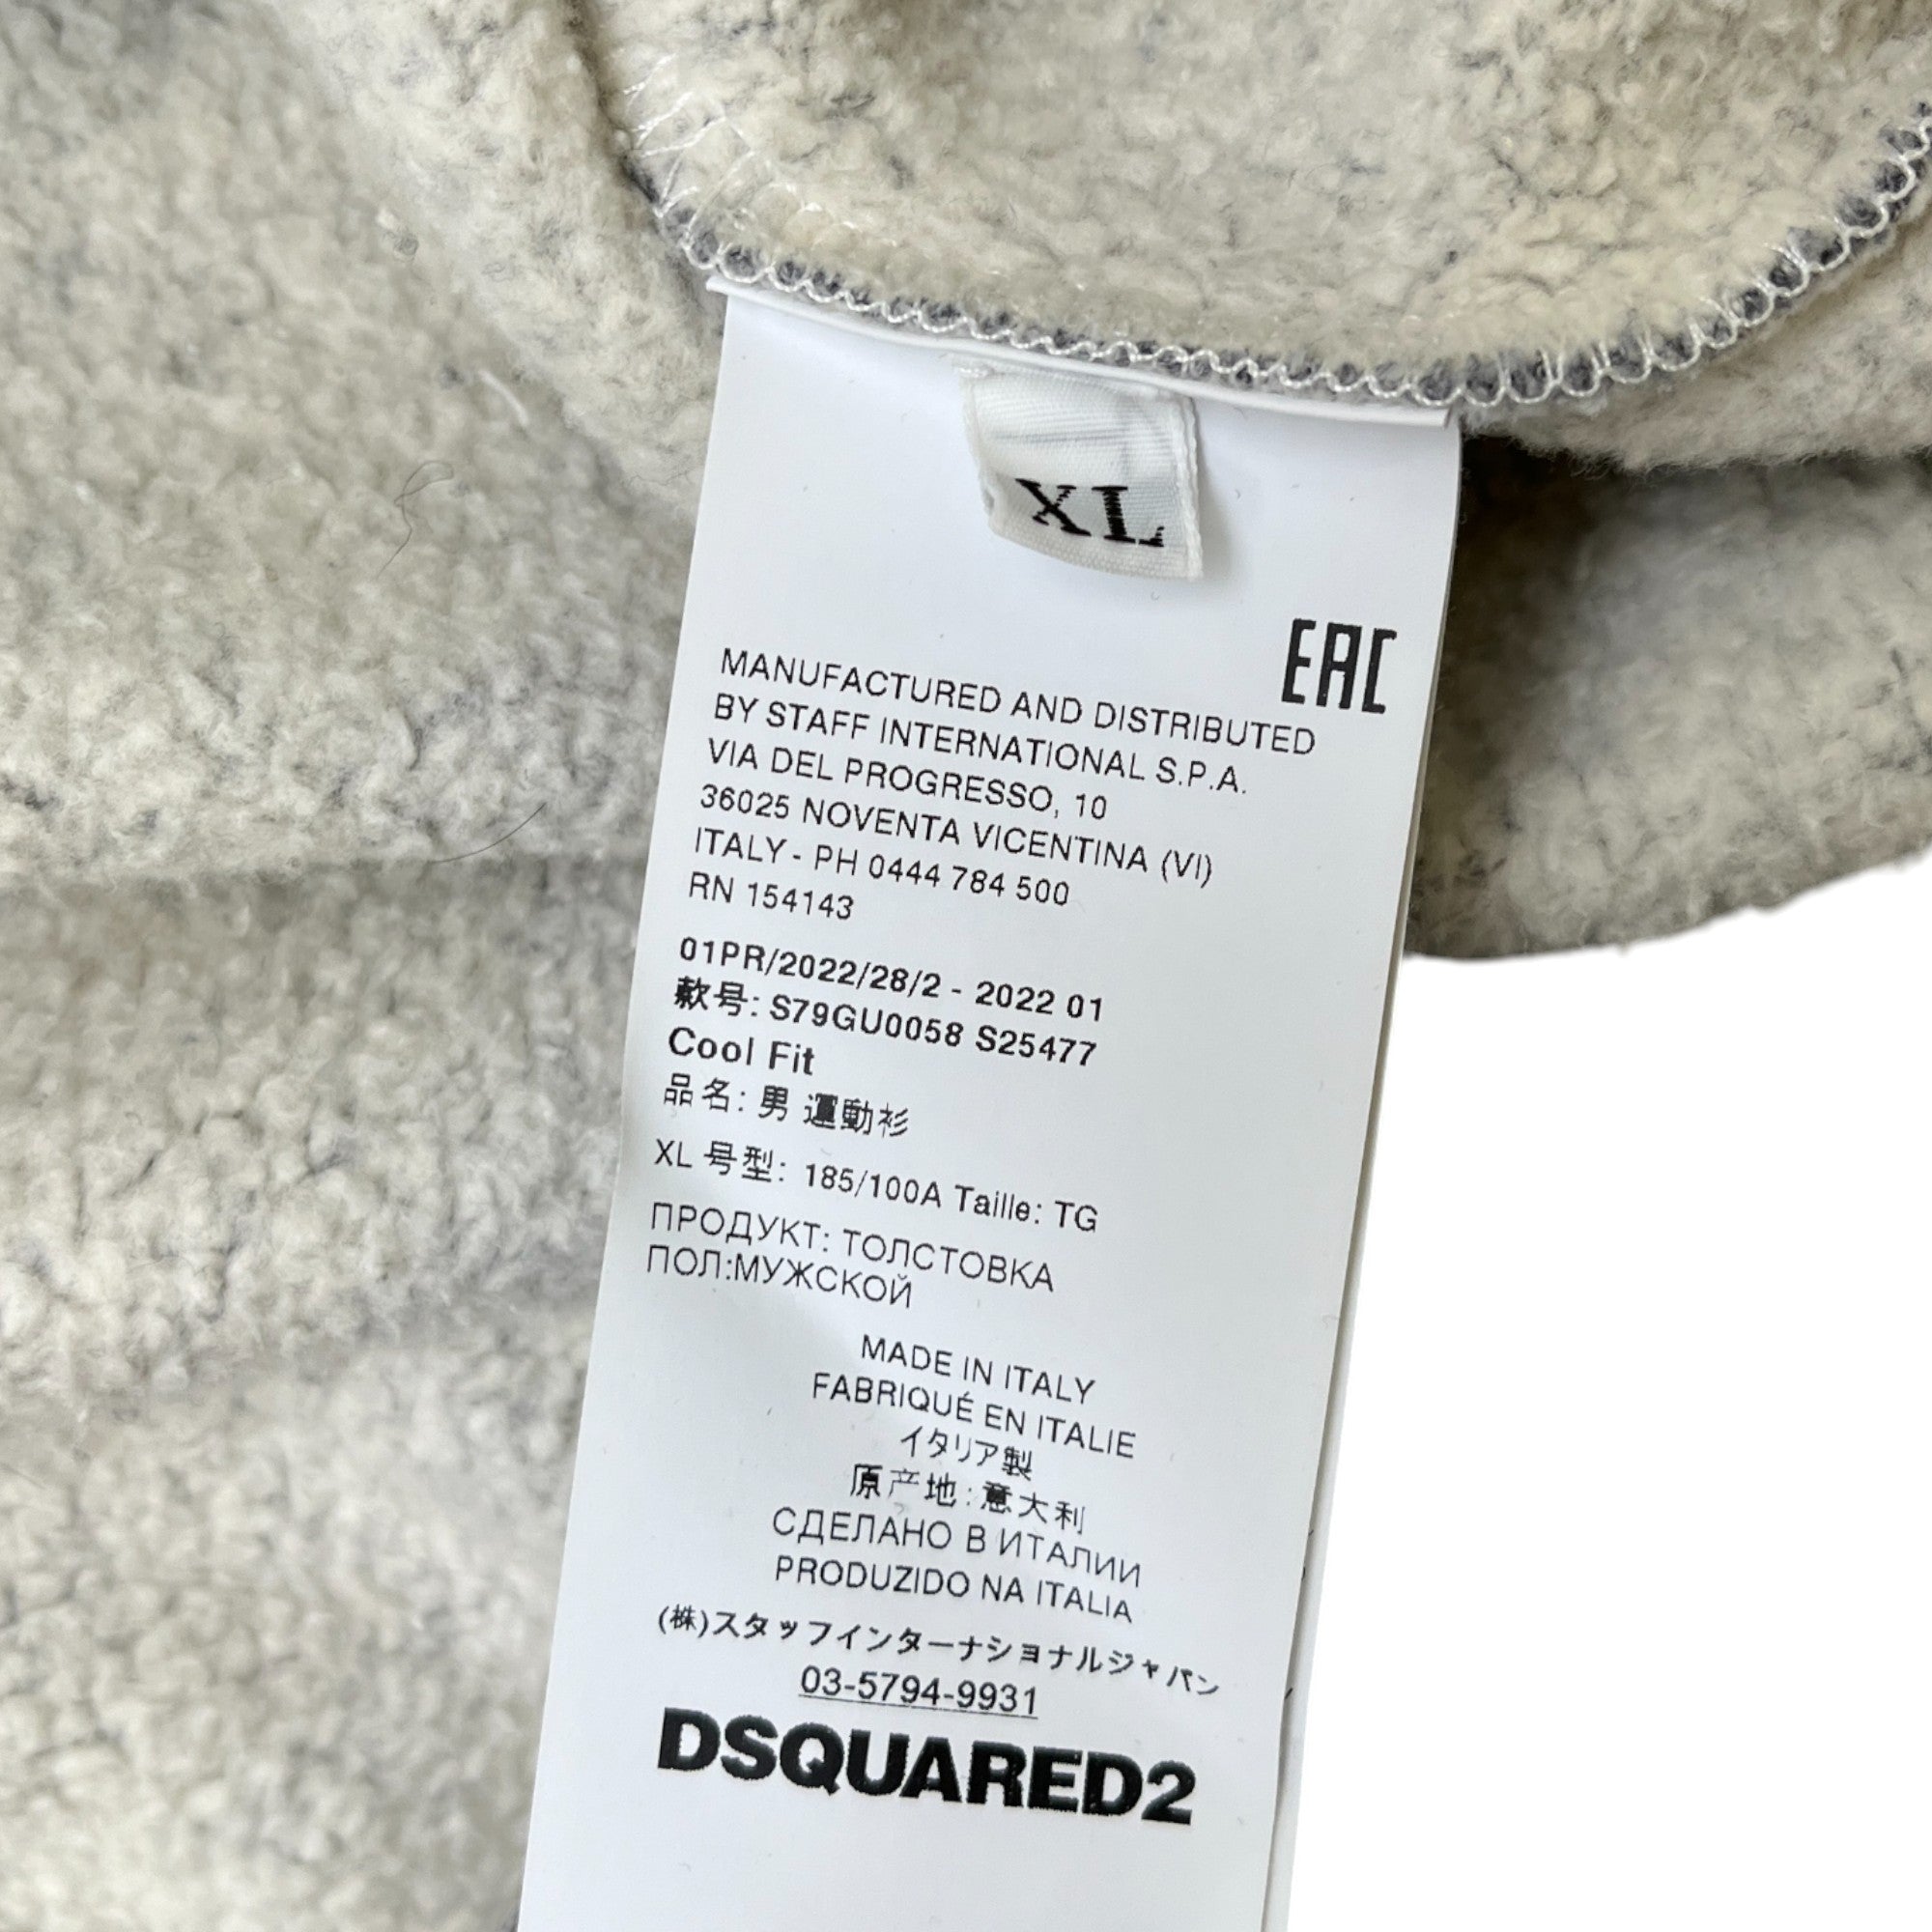 XL
EAC
MANUFACTURED AND DISTRIBUTED
BY STAFF INTERNATIONAL S.P.A.
VIA DEL PROGRESSO, 10
36025 NOVENTA VICENTINA (VI)
ITALY - PH 0444 784 500
RN 154143
01PR/2022/28/2 - 2022 01
款号: S79GU0058 S25477
Cool Fit
品名: 男 運動衫
XL 号型: 185/100A Taille: TG
ПРОДУКТ: ТОЛСТОВКА
ПОЛ:МУЖСКОЙ
MADE IN ITALY
FABRIQUÉ EN ITALIE
イタリア製
原产地:意大利
СДЕЛАНО В ИТАЛИИ
PRODUZIDO NA ITALIA
(株)スタッフインターナショナルジャパン
03-5794-9931
DSQUARED2